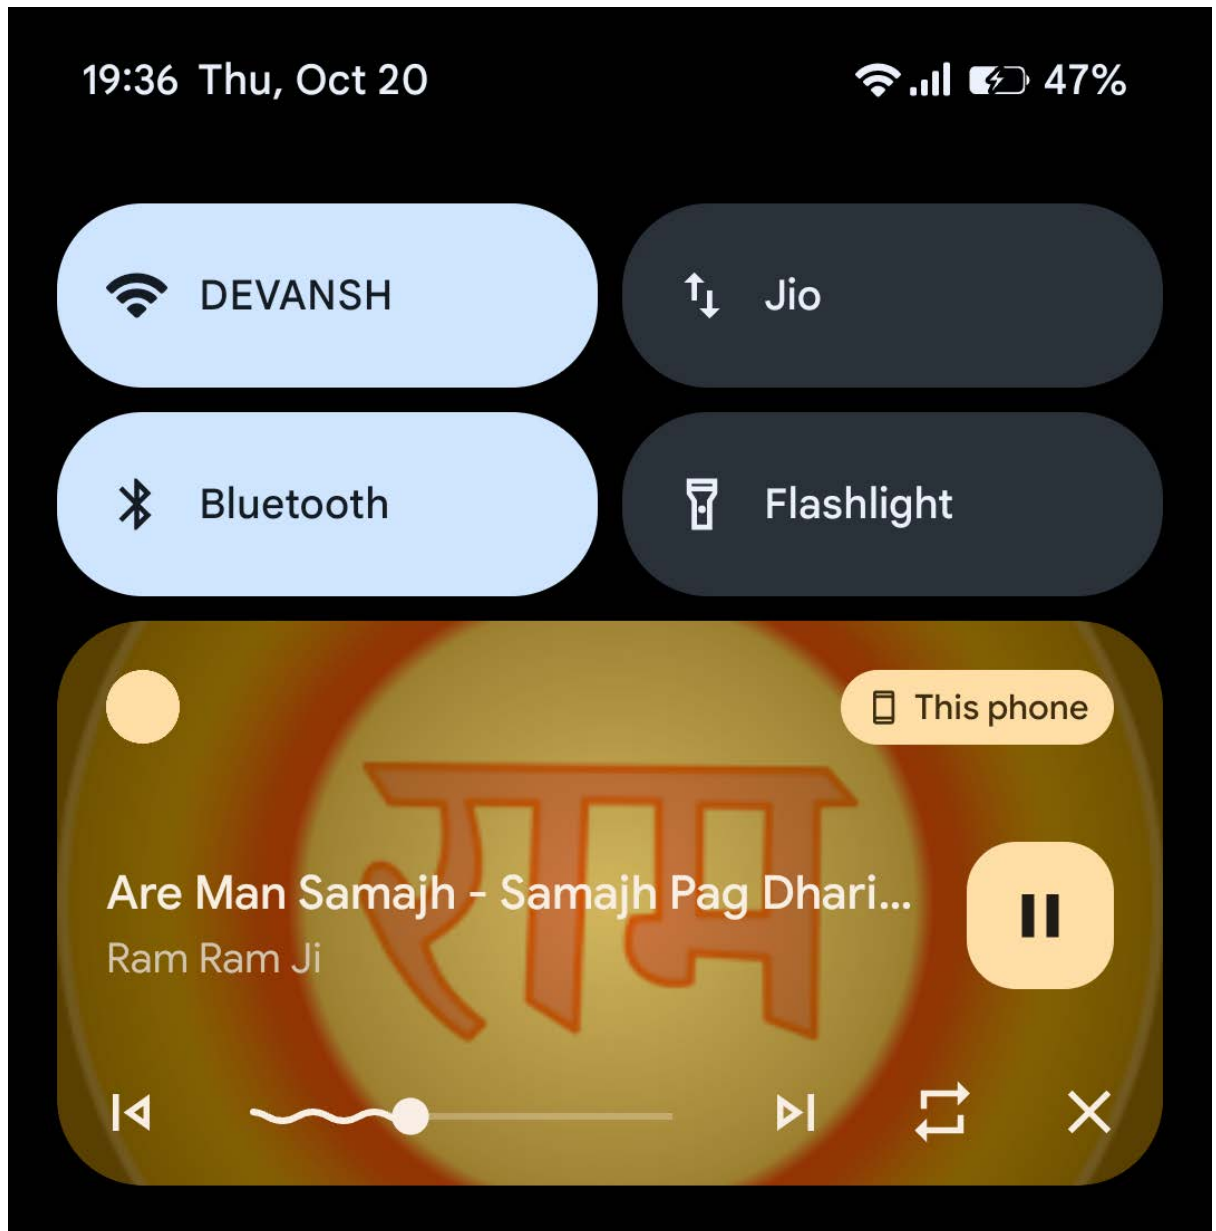 19:36 Thu, Oct 20 47%
DEVANSH
Jio
Bluetooth
Flashlight
This phone
राम
Are Man Samajh - Samajh Pag Dhari...
Ram Ram Ji